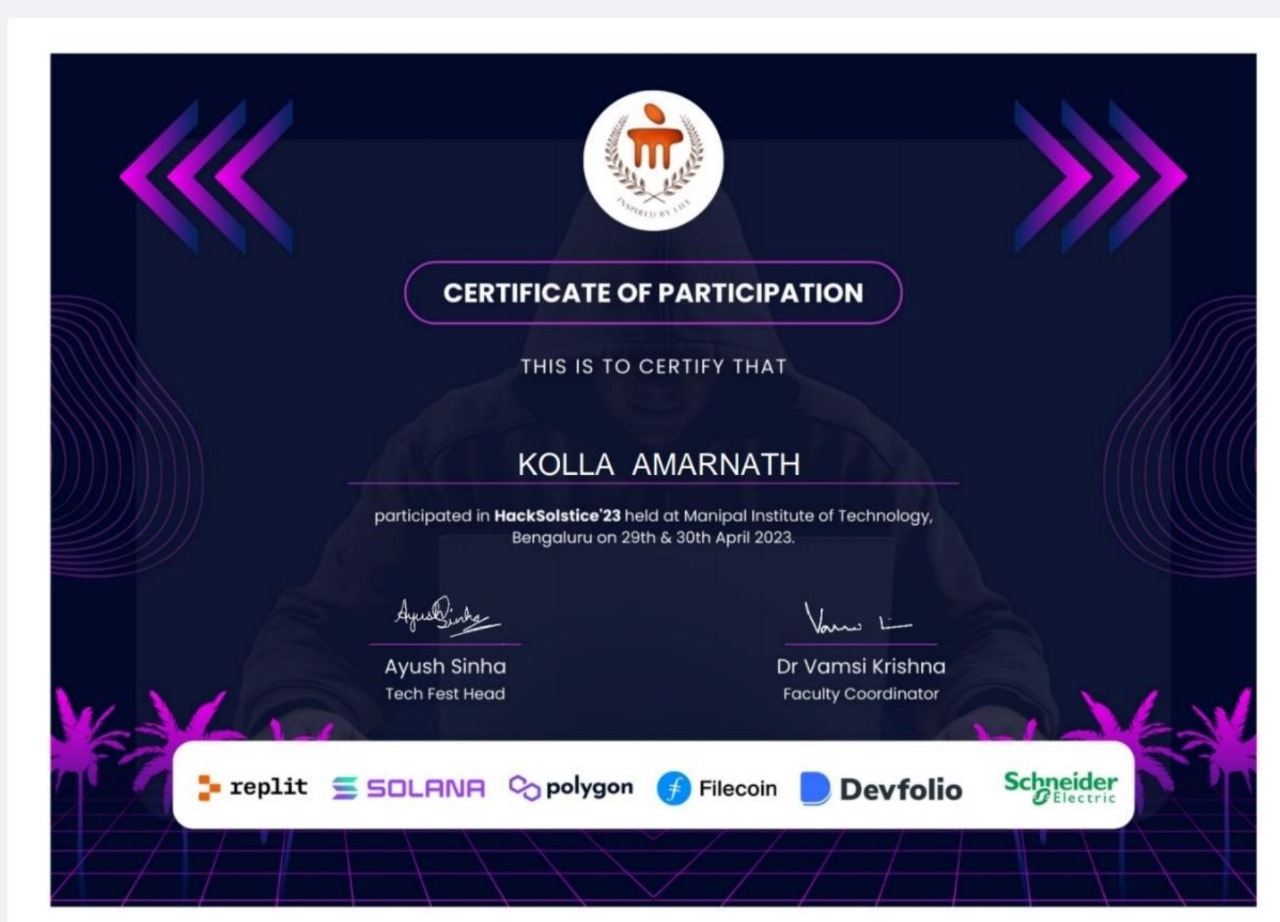 INSPIRED BY LIFE
CERTIFICATE OF PARTICIPATION
THIS IS TO CERTIFY THAT
KOLLA AMARNATH
participated in HackSolstice'23 held at Manipal Institute of Technology,
Bengaluru on 29th & 30th April 2023.
Ayush Sinha
Ayush Sinha
Tech Fest Head
Dr Vamsi Krishna
Faculty Coordinator
replit SOLANA polygon Filecoin Devfolio Schneider Electric